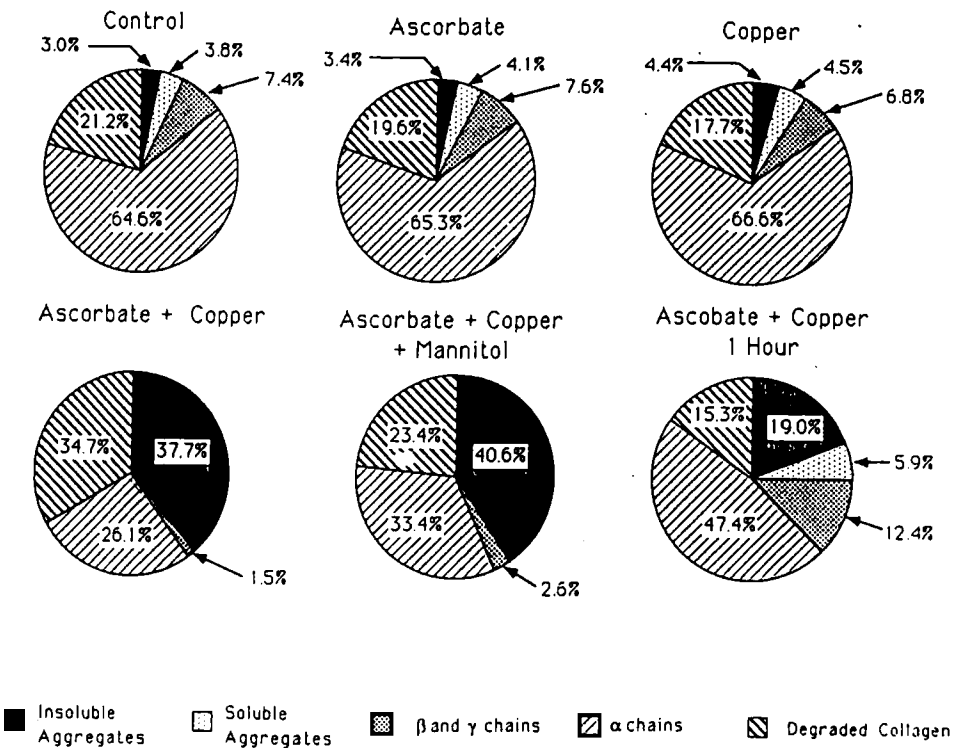 Control
3.0%
3.8%
7.4%
21.2%
64.6%
Ascorbate
3.4%
4.1%
7.6%
19.6%
65.3%
Copper
4.4%
4.5%
6.8%
17.7%
66.6%
Ascorbate + Copper
34.7%
37.7%
26.1%
1.5%
Ascorbate + Copper
+ Mannitol
23.4%
40.6%
33.4%
2.6%
Ascobate + Copper
1 Hour
15.3%
19.0%
5.9%
47.4%
12.4%
Insoluble
Aggregates
Soluble
Aggregates
β and γ chains
α chains
Degraded Collagen